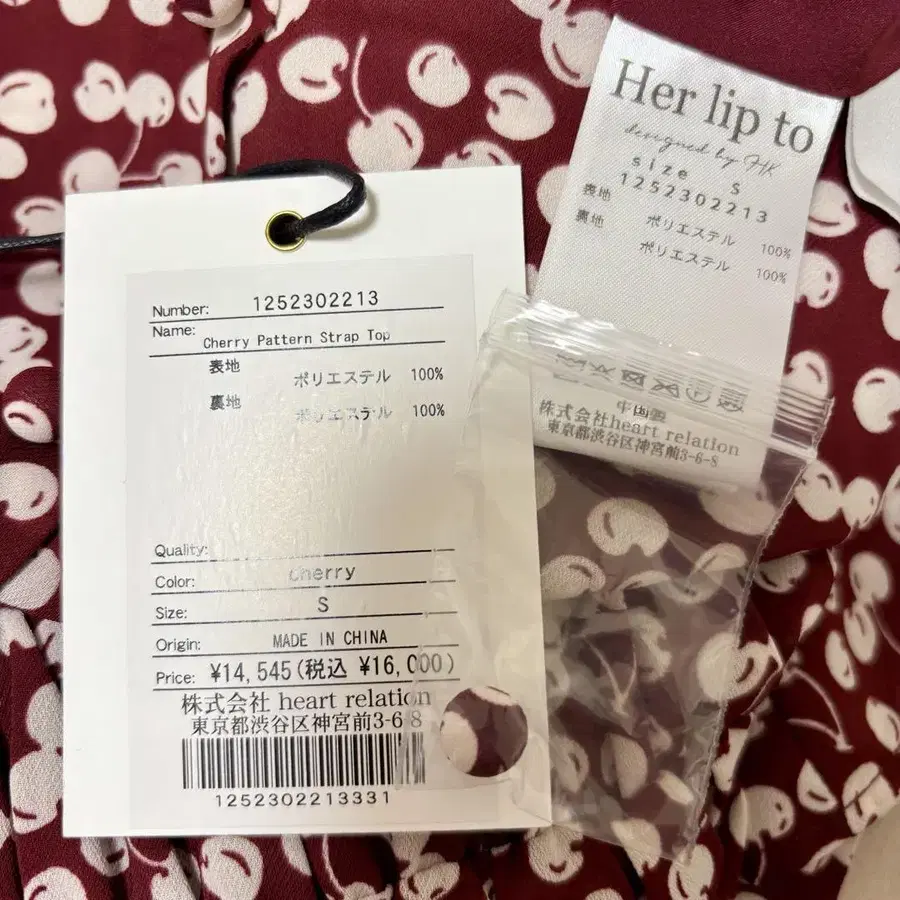 Number: 1252302213
Name:
Cherry Pattern Strap Top
表地
ポリエステル 100%
裏地
ポリエステル 100%
Quality:
Color: cherry
Size: S
Origin: MADE IN CHINA
Price: ¥14,545(税込 ¥16,000)
株式会社 heart relation
東京都渋谷区神宮前3-6-8
1252302213331
Her lip to
designed by HK
size S
1252302213
表地
ポリエステル 100%
裏地
ポリエステル 100%
中国製
株式会社heart relation
東京都渋谷区神宮前3-6-8